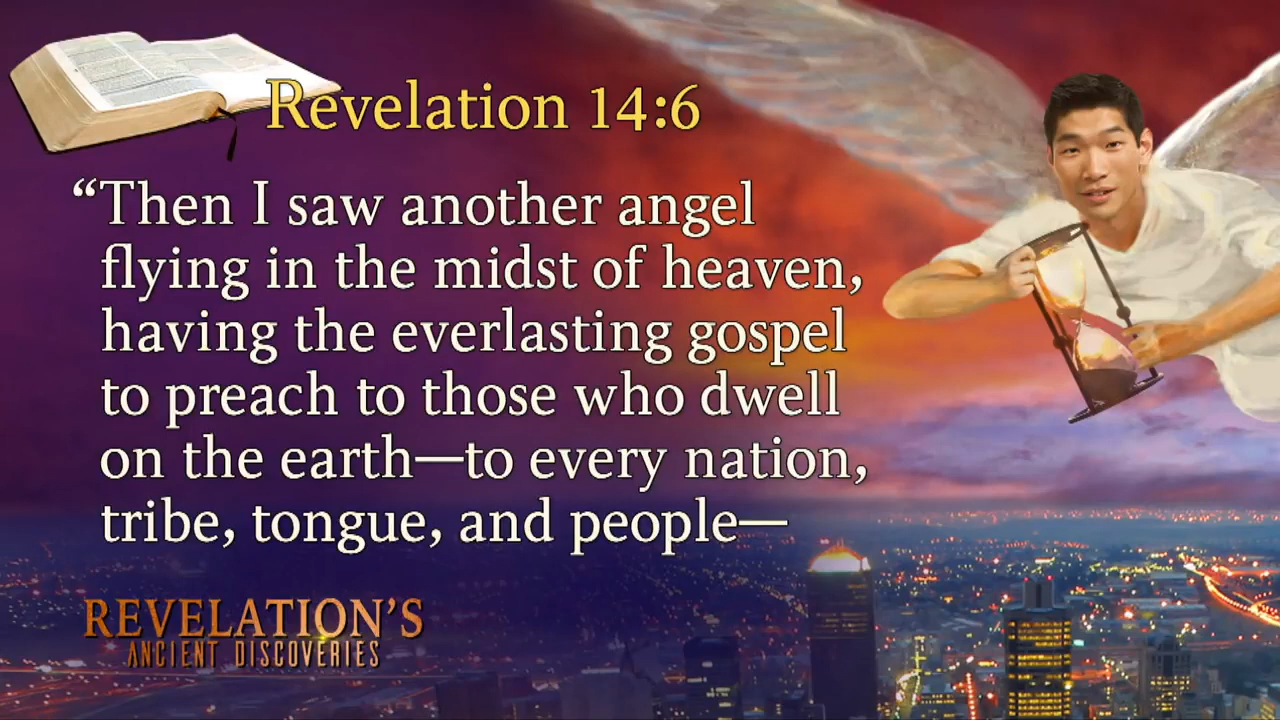 Revelation 14:6
“Then I saw another angel
flying in the midst of heaven,
having the everlasting gospel
to preach to those who dwell
on the earth—to every nation,
tribe, tongue, and people—
REVELATION’S
ANCIENT DISCOVERIES